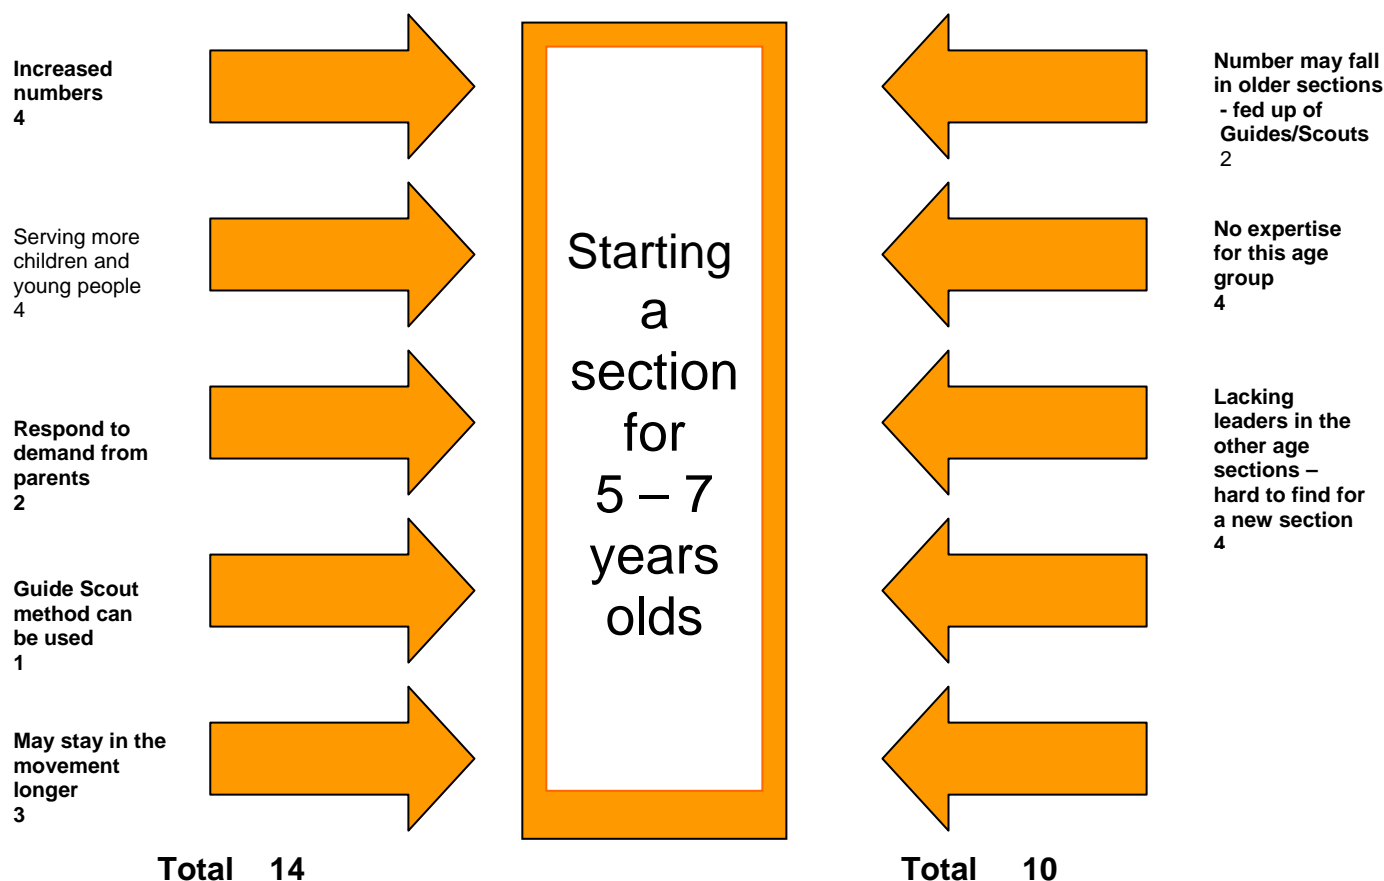 Increased
numbers
4
Serving more
children and
young people
4
Respond to
demand from
parents
2
Guide Scout
method can
be used
1
May stay in the
movement
longer
3
Starting
a
section
for
5 – 7
years
olds
Number may fall
in older sections
- fed up of
Guides/Scouts
2
No expertise
for this age
group
4
Lacking
leaders in the
other age
sections –
hard to find for
a new section
4
Total 14
Total 10